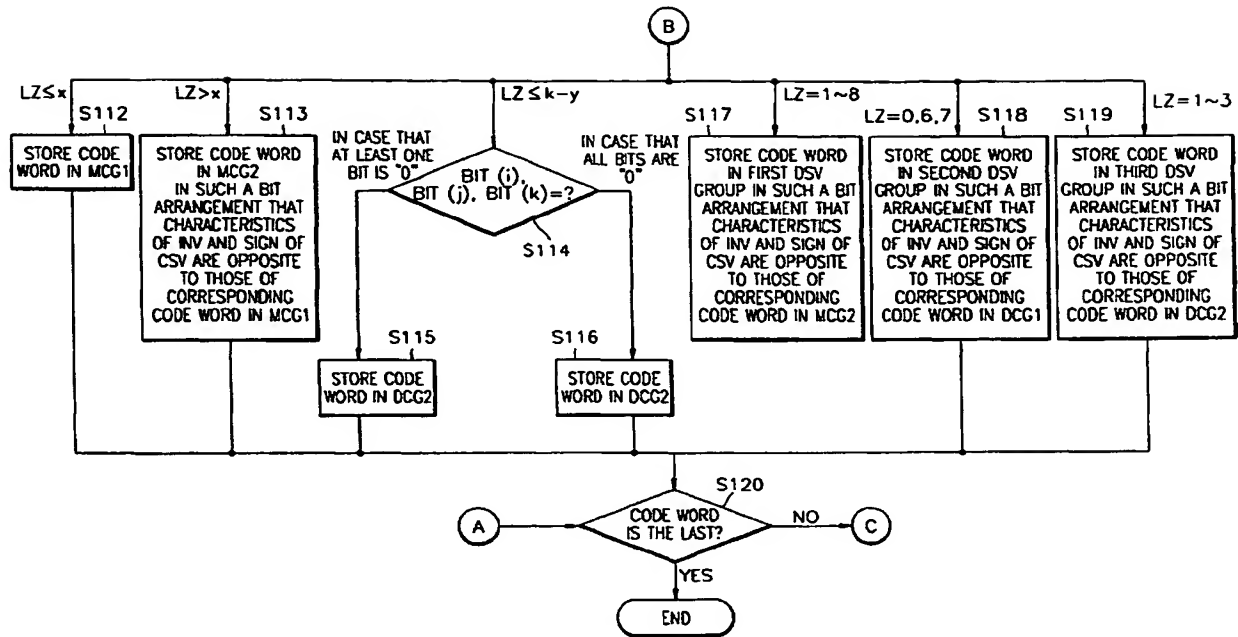 B
LZ≤x
S112
STORE CODE
WORD IN MCG1
LZ>x
S113
STORE CODE WORD
IN MCG2
IN SUCH A BIT
ARRANGEMENT THAT
CHARACTERISTICS
OF INV AND SIGN OF
CSV ARE OPPOSITE
TO THOSE OF
CORRESPONDING
CODE WORD IN MCG1
LZ≤k-y
IN CASE THAT
AT LEAST ONE
BIT IS "0"
BIT (i),
BIT (j), BIT (k)=?
S114
IN CASE THAT
ALL BITS ARE
"0"
S115
STORE CODE
WORD IN DCG2
S116
STORE CODE
WORD IN DCG2
LZ=1~8
S117
STORE CODE WORD
IN FIRST DSV
GROUP IN SUCH A BIT
ARRANGEMENT THAT
CHARACTERISTICS
OF INV AND SIGN OF
CSV ARE OPPOSITE
TO THOSE OF
CORRESPONDING
CODE WORD IN MCG2
LZ=0,6,7
S118
STORE CODE WORD
IN SECOND DSV
GROUP IN SUCH A BIT
ARRANGEMENT THAT
CHARACTERISTICS
OF INV AND SIGN OF
CSV ARE OPPOSITE
TO THOSE OF
CORRESPONDING
CODE WORD IN DCG1
LZ=1~3
S119
STORE CODE WORD
IN THIRD DSV
GROUP IN SUCH A BIT
ARRANGEMENT THAT
CHARACTERISTICS
OF INV AND SIGN OF
CSV ARE OPPOSITE
TO THOSE OF
CORRESPONDING
CODE WORD IN DCG2
S120
A
CODE WORD
IS THE LAST?
NO
C
YES
END